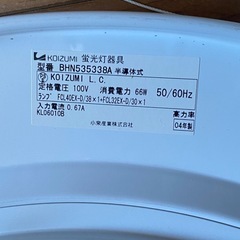 KOIZUMI 蛍光灯器具
型番 BHN535338A 半導体式
KOIZUMI L.C.
定格電圧 100V 消費電力 66W 50/60Hz
ランプ FCL40EX-D/38×1+FCL32EX-D/30×1
入力電流 0.67A 高力率
KL06010B 04年製
小泉産業株式会社